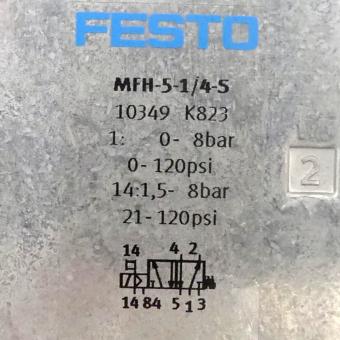 FESTO
MFH-5-1/4-S
10349 K823
1: 0- 8bar
0-120psi
14:1,5- 8bar
21-120psi
2
14 4 2
14 84 5 1 3